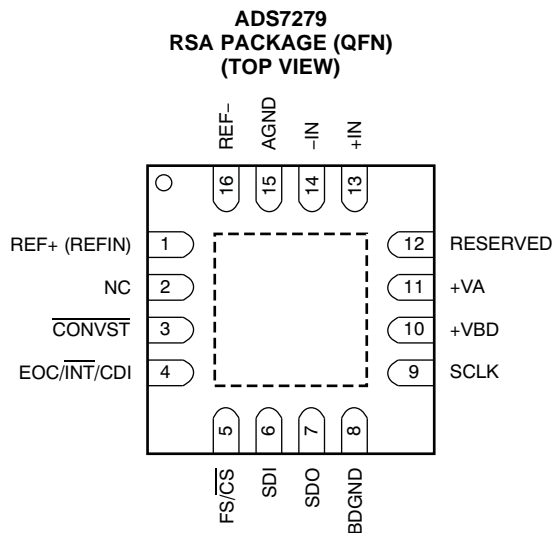 ADS7279
RSA PACKAGE (QFN)
(TOP VIEW)
REF−
AGND
−IN
+IN
16
15
14
13
REF+ (REFIN) 1
NC 2
CONVST 3
EOC/INT/CDI 4
12 RESERVED
11 +VA
10 +VBD
9 SCLK
5
6
7
8
FS/CS
SDI
SDO
BDGND